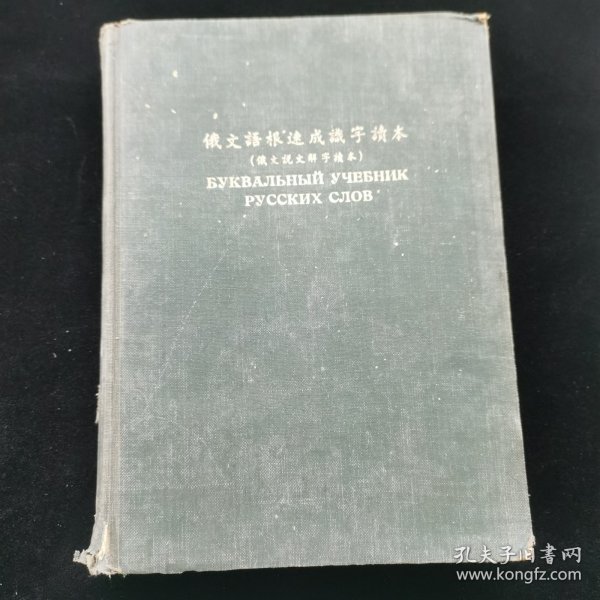 俄文語根速成識字讀本
(俄文說文解字讀本)
БУКВАЛЬНЫЙ УЧЕБНИК
РУССКИХ СЛОВ
孔夫子旧書网
www.kongfz.com